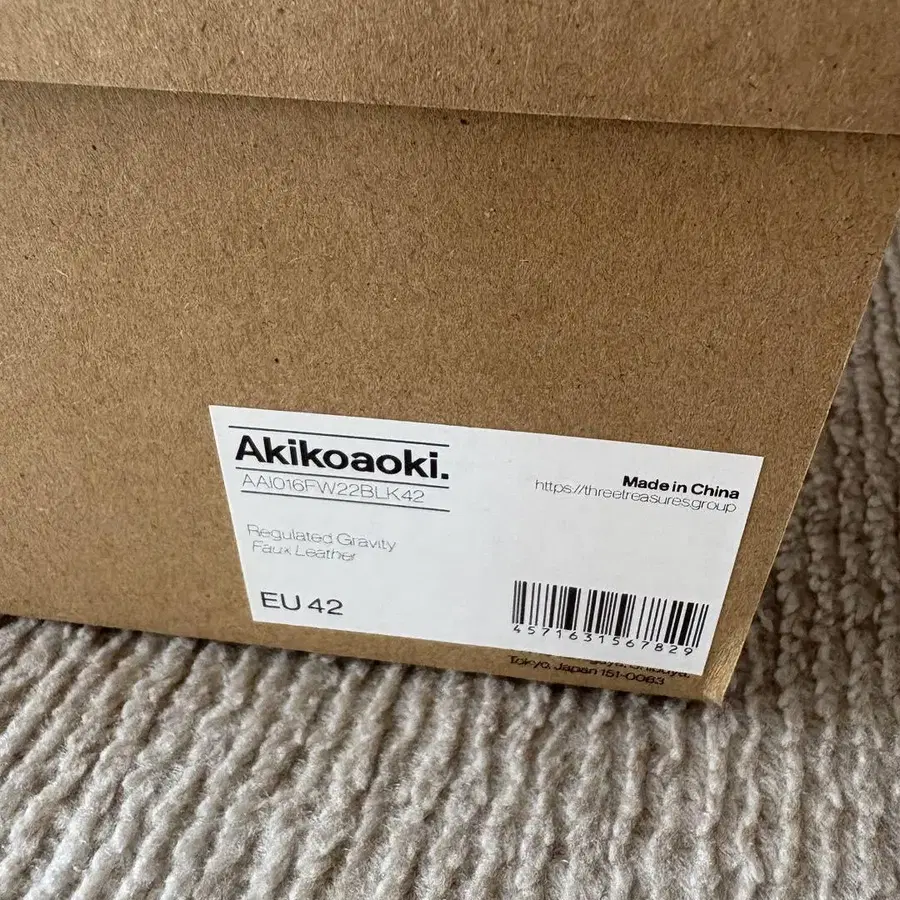 Akikoaoki.
AAI016FW22BLK42
Made in China
https://threetreasures.group
Regulated Gravity
Faux Leather
EU 42
4571631567829
Tokyo, Japan 151-0063